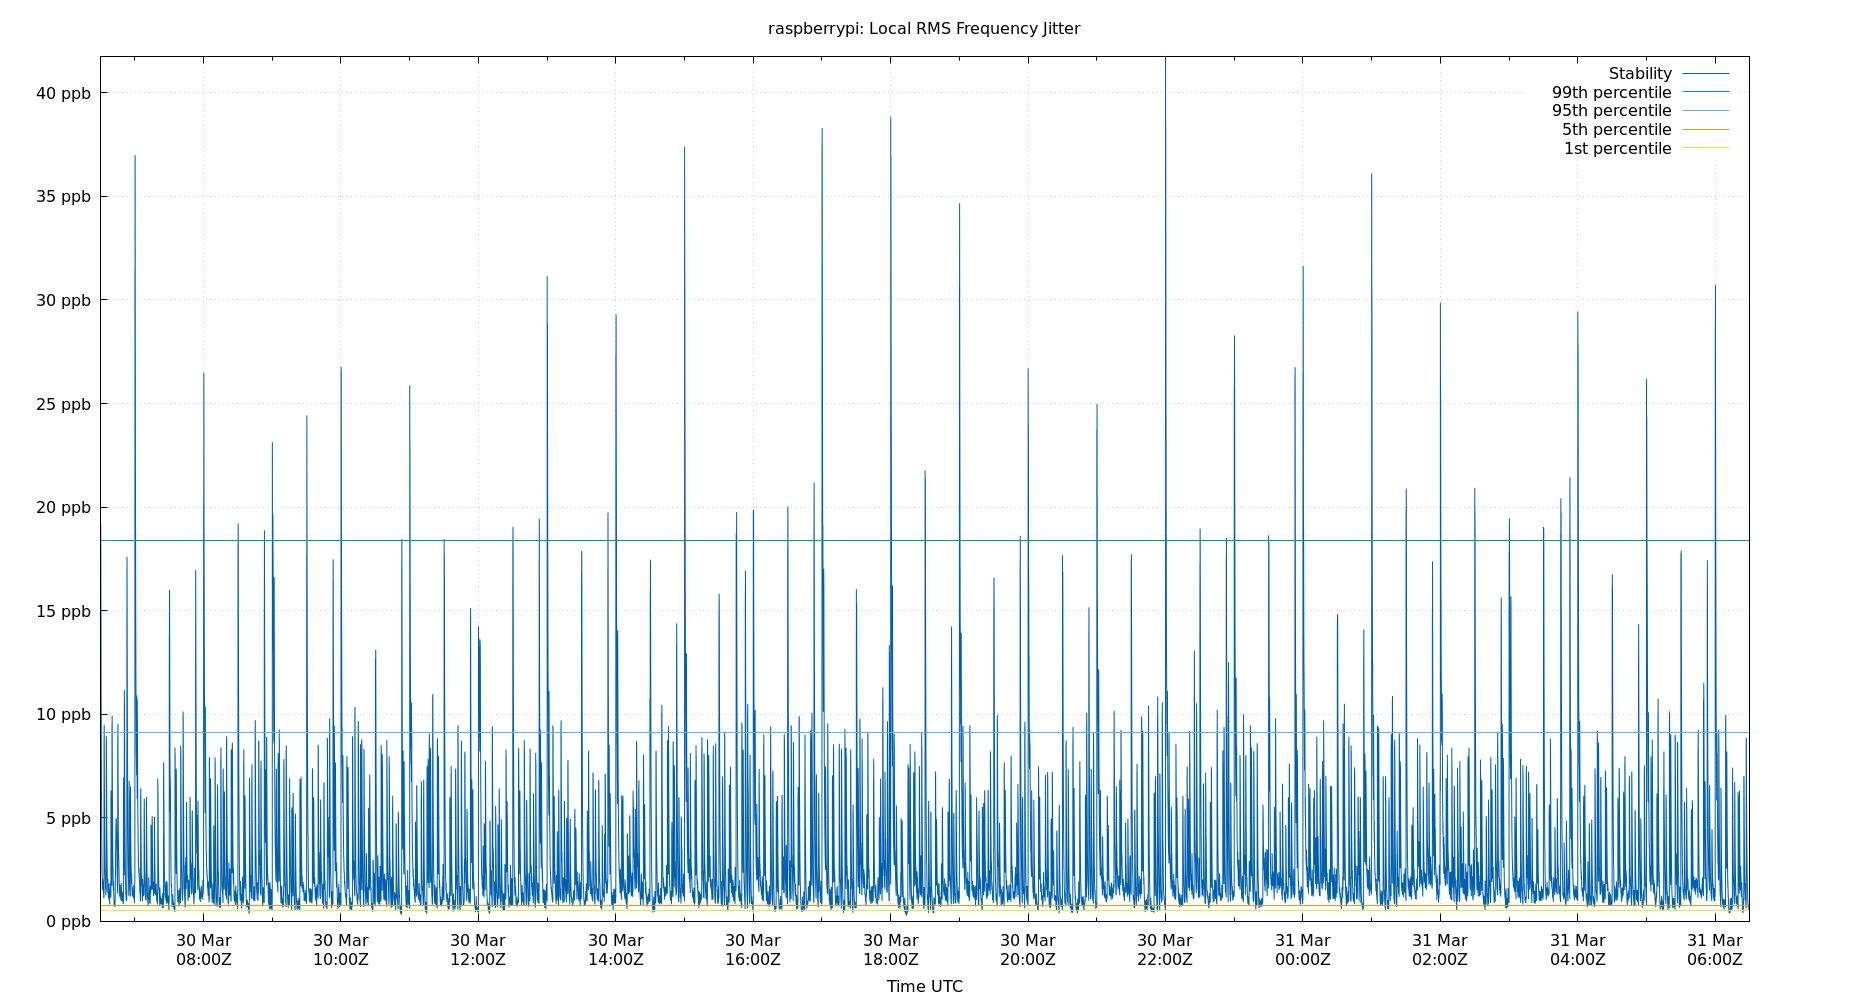 raspberrypi: Local RMS Frequency Jitter
Stability
99th percentile
95th percentile
5th percentile
1st percentile
40 ppb
35 ppb
30 ppb
25 ppb
20 ppb
15 ppb
10 ppb
5 ppb
0 ppb
30 Mar 30 Mar 30 Mar 30 Mar 30 Mar 30 Mar 30 Mar 30 Mar 31 Mar 31 Mar 31 Mar 31 Mar
08:00Z 10:00Z 12:00Z 14:00Z 16:00Z 18:00Z 20:00Z 22:00Z 00:00Z 02:00Z 04:00Z 06:00Z
Time UTC